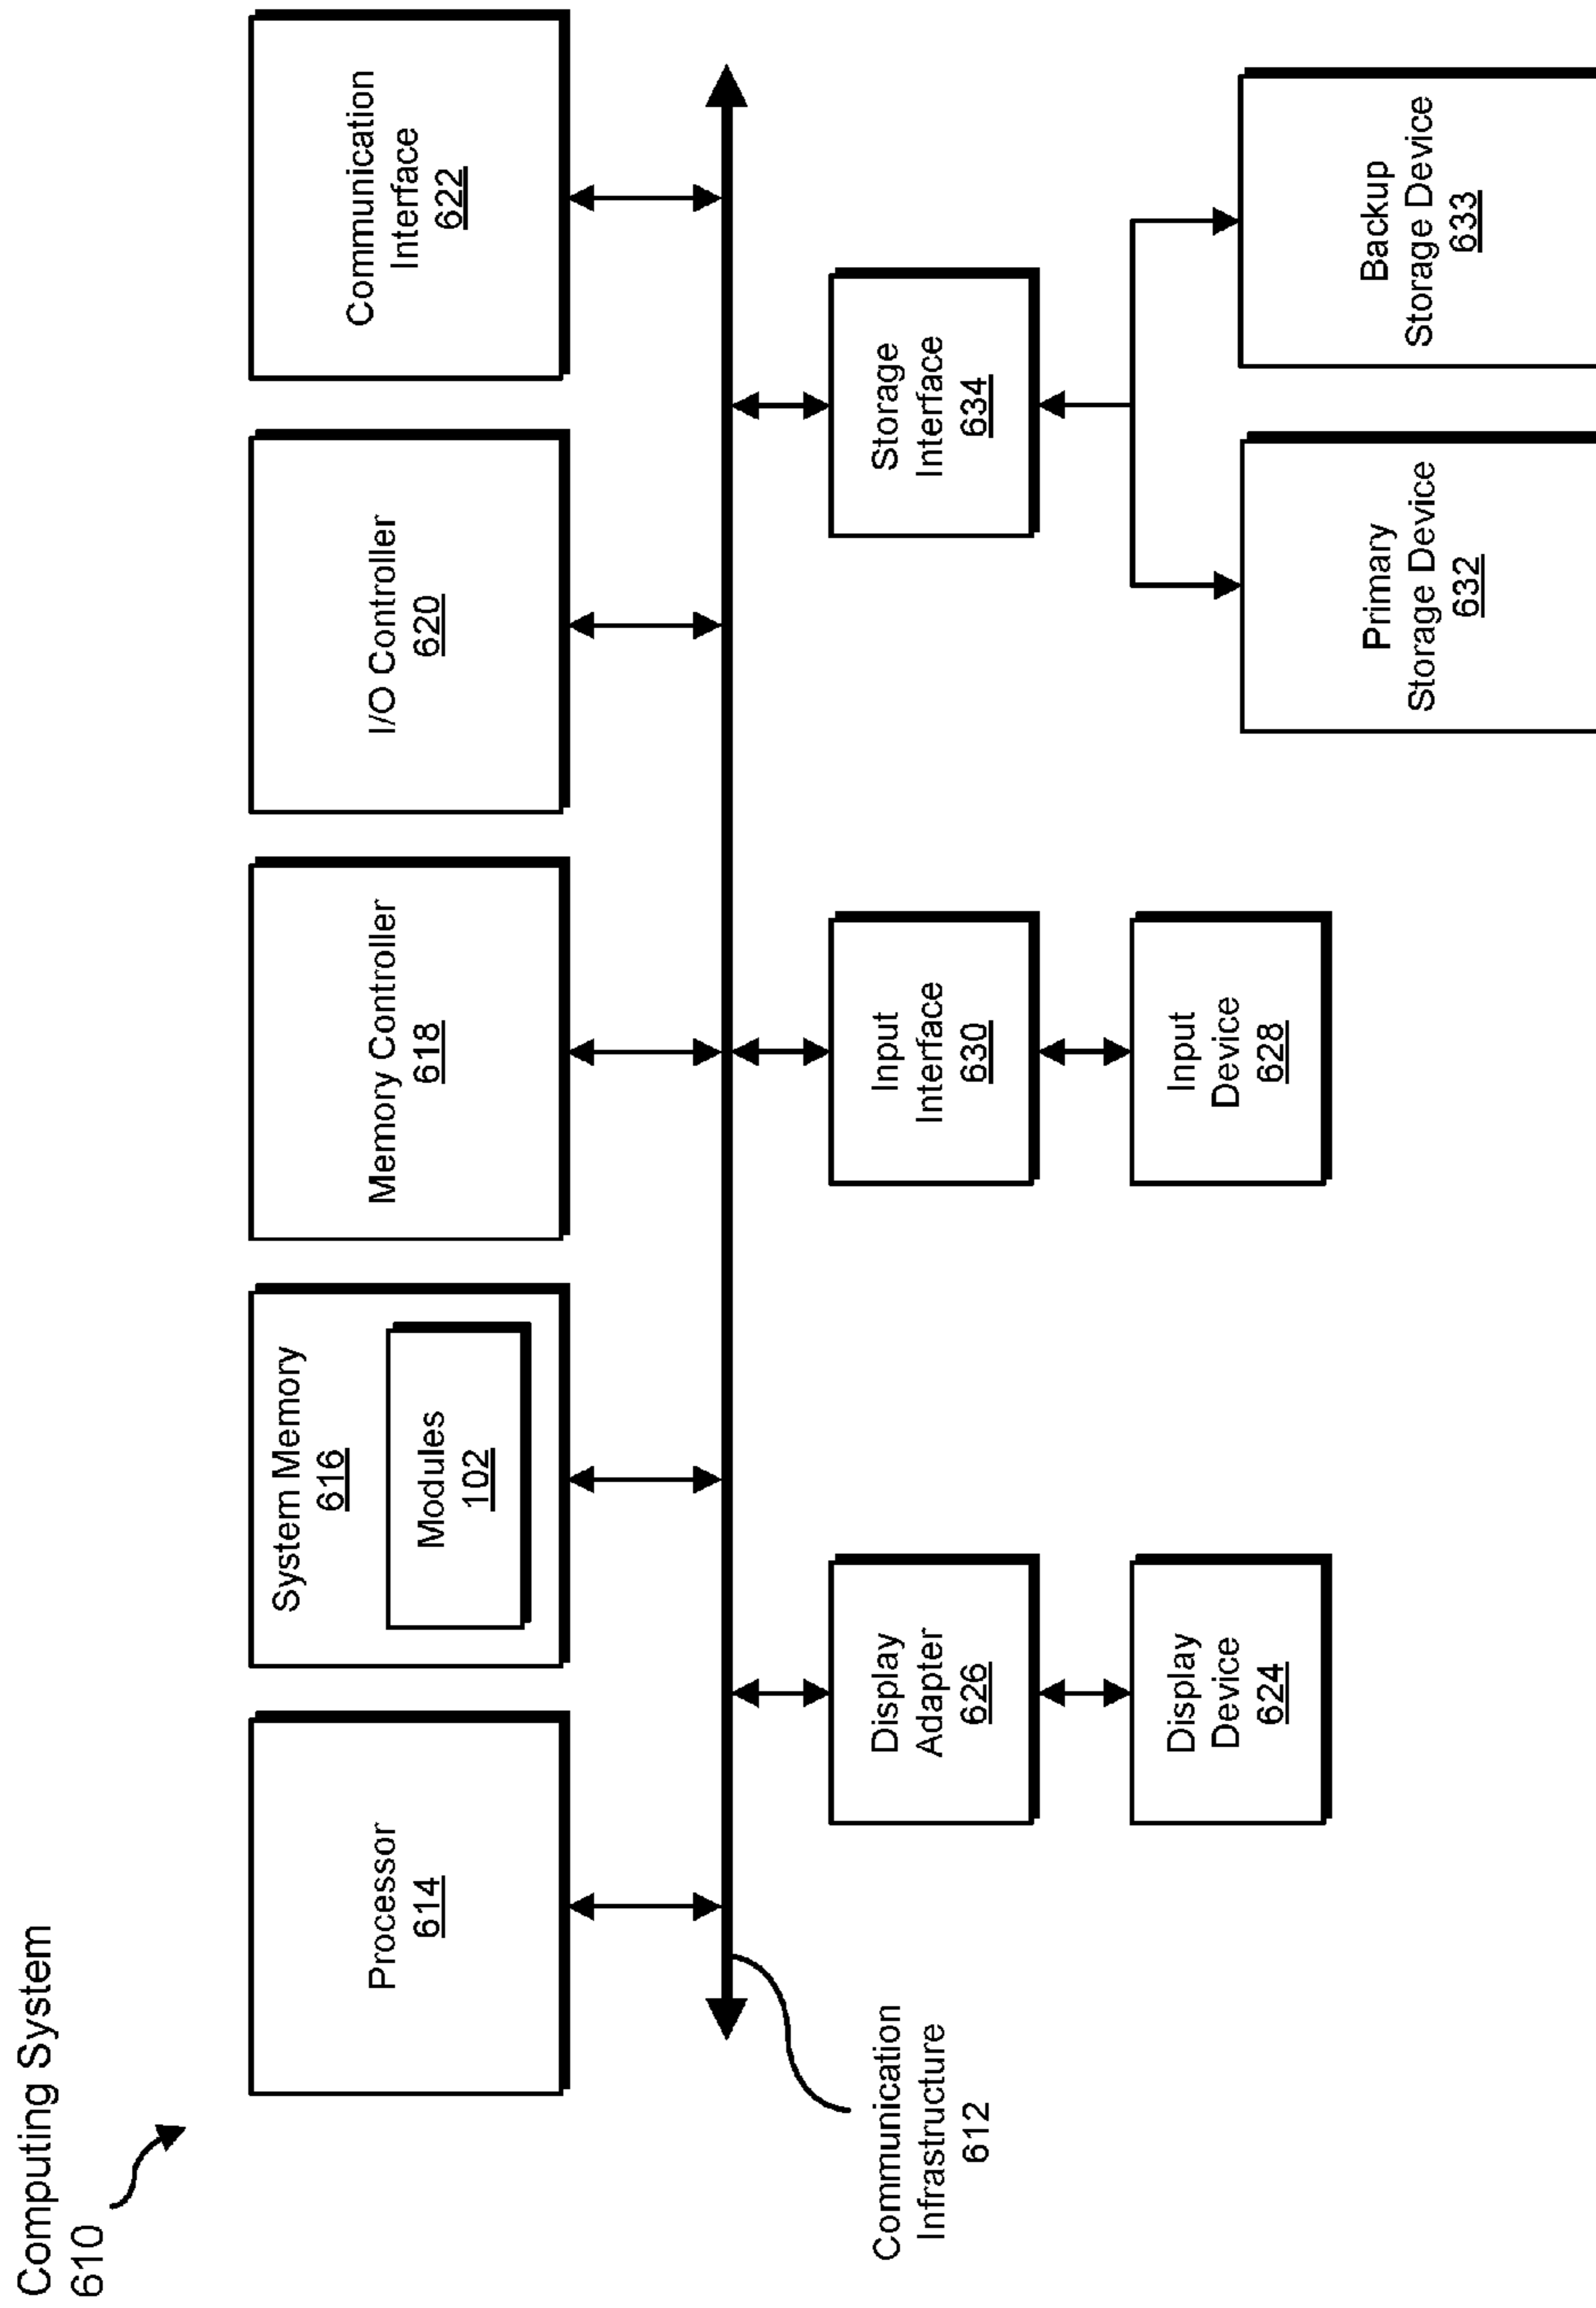 Computing System
610
Processor
614
System Memory
616
Modules
102
Memory Controller
618
I/O Controller
620
Communication
Interface
622
Communication
Infrastructure
612
Display
Adapter
626
Input
Interface
630
Storage
Interface
634
Display
Device
624
Input
Device
628
Primary
Storage Device
632
Backup
Storage Device
633